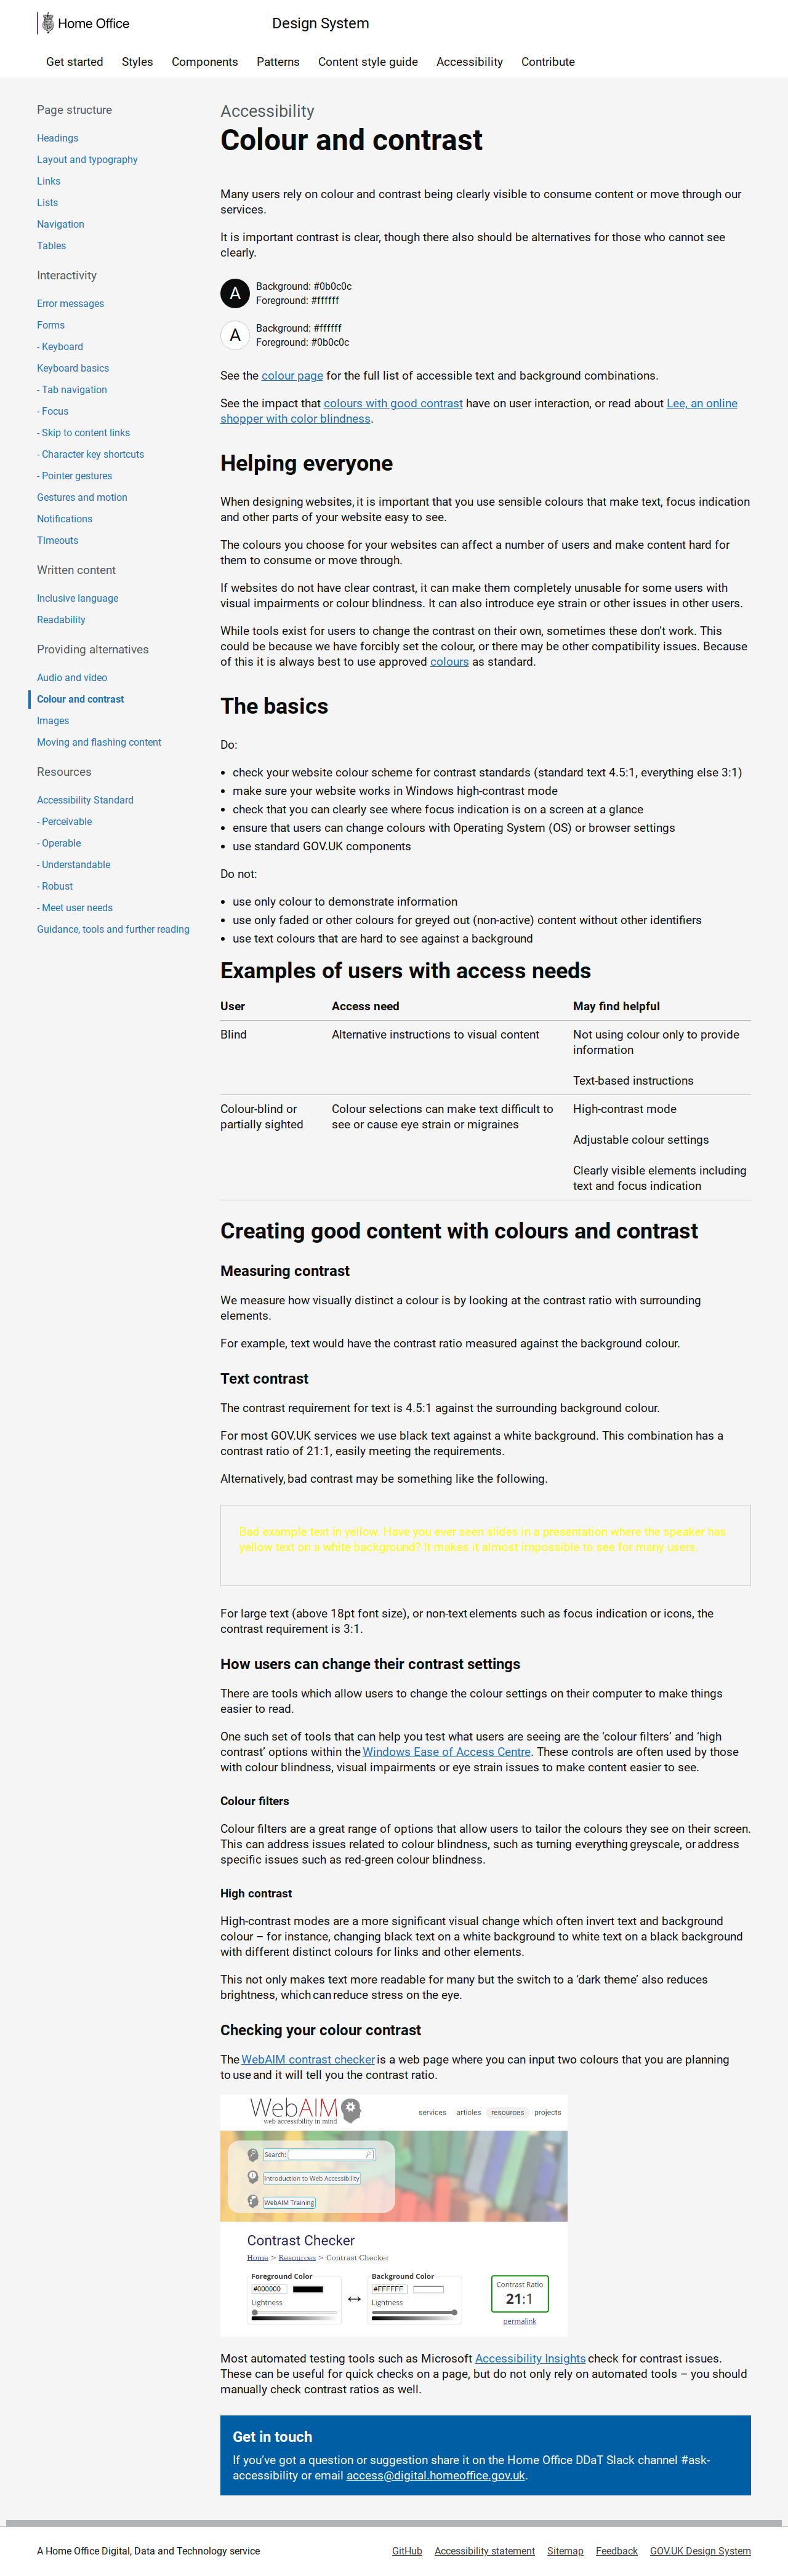 Home Office
Design System
Get started
Styles
Components
Patterns
Content style guide
Accessibility
Contribute
Page structure
Headings
Layout and typography
Links
Lists
Navigation
Tables
Interactivity
Error messages
Forms
- Keyboard
Keyboard basics
- Tab navigation
- Focus
- Skip to content links
- Character key shortcuts
- Pointer gestures
Gestures and motion
Notifications
Timeouts
Written content
Inclusive language
Readability
Providing alternatives
Audio and video
Colour and contrast
Images
Moving and flashing content
Resources
Accessibility Standard
- Perceivable
- Operable
- Understandable
- Robust
- Meet user needs
Guidance, tools and further reading
Accessibility
Colour and contrast
Many users rely on colour and contrast being clearly visible to consume content or move through our
services.
It is important contrast is clear, though there also should be alternatives for those who cannot see
clearly.
A
Background: #0b0c0c
Foreground: #ffffff
A
Background: #ffffff
Foreground: #0b0c0c
See the colour page for the full list of accessible text and background combinations.
See the impact that colours with good contrast have on user interaction, or read about Lee, an online
shopper with color blindness.
Helping everyone
When designing websites, it is important that you use sensible colours that make text, focus indication
and other parts of your website easy to see.
The colours you choose for your websites can affect a number of users and make content hard for
them to consume or move through.
If websites do not have clear contrast, it can make them completely unusable for some users with
visual impairments or colour blindness. It can also introduce eye strain or other issues in other users.
While tools exist for users to change the contrast on their own, sometimes these don’t work. This
could be because we have forcibly set the colour, or there may be other compatibility issues. Because
of this it is always best to use approved colours as standard.
The basics
Do:
• check your website colour scheme for contrast standards (standard text 4.5:1, everything else 3:1)
• make sure your website works in Windows high-contrast mode
• check that you can clearly see where focus indication is on a screen at a glance
• ensure that users can change colours with Operating System (OS) or browser settings
• use standard GOV.UK components
Do not:
• use only colour to demonstrate information
• use only faded or other colours for greyed out (non-active) content without other identifiers
• use text colours that are hard to see against a background
Examples of users with access needs
User Access need May find helpful
Blind Alternative instructions to visual content Not using colour only to provide
information
Text-based instructions
Colour-blind or Colour selections can make text difficult to High-contrast mode
partially sighted see or cause eye strain or migraines
Adjustable colour settings
Clearly visible elements including
text and focus indication
Creating good content with colours and contrast
Measuring contrast
We measure how visually distinct a colour is by looking at the contrast ratio with surrounding
elements.
For example, text would have the contrast ratio measured against the background colour.
Text contrast
The contrast requirement for text is 4.5:1 against the surrounding background colour.
For most GOV.UK services we use black text against a white background. This combination has a
contrast ratio of 21:1, easily meeting the requirements.
Alternatively, bad contrast may be something like the following.
Bad example text in yellow. Have you ever seen slides in a presentation where the speaker has
yellow text on a white background? It makes it almost impossible to see for many users.
For large text (above 18pt font size), or non-text elements such as focus indication or icons, the
contrast requirement is 3:1.
How users can change their contrast settings
There are tools which allow users to change the colour settings on their computer to make things
easier to read.
One such set of tools that can help you test what users are seeing are the ‘colour filters’ and ‘high
contrast’ options within the Windows Ease of Access Centre. These controls are often used by those
with colour blindness, visual impairments or eye strain issues to make content easier to see.
Colour filters
Colour filters are a great range of options that allow users to tailor the colours they see on their screen.
This can address issues related to colour blindness, such as turning everything greyscale, or address
specific issues such as red-green colour blindness.
High contrast
High-contrast modes are a more significant visual change which often invert text and background
colour – for instance, changing black text on a white background to white text on a black background
with different distinct colours for links and other elements.
This not only makes text more readable for many but the switch to a ‘dark theme’ also reduces
brightness, which can reduce stress on the eye.
Checking your colour contrast
The WebAIM contrast checker is a web page where you can input two colours that you are planning
to use and it will tell you the contrast ratio.
WebAIM
web accessibility in mind
services articles resources projects
Search:
Introduction to Web Accessibility
WebAIM Training
Contrast Checker
Home > Resources > Contrast Checker
Foreground Color
#000000
Lightness
Background Color
#FFFFFF
Lightness
Contrast Ratio
21:1
permalink
Most automated testing tools such as Microsoft Accessibility Insights check for contrast issues.
These can be useful for quick checks on a page, but do not only rely on automated tools – you should
manually check contrast ratios as well.
Get in touch
If you’ve got a question or suggestion share it on the Home Office DDaT Slack channel #ask-
accessibility or email access@digital.homeoffice.gov.uk.
A Home Office Digital, Data and Technology service
GitHub
Accessibility statement
Sitemap
Feedback
GOV.UK Design System